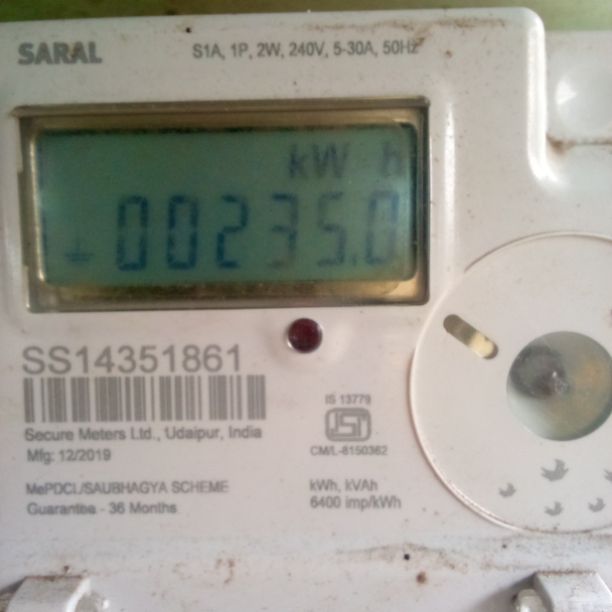 SARAL
S1A, 1P, 2W, 240V, 5-30A, 50Hz
kW h
00235.0
SS14351861
Secure Meters Ltd., Udaipur, India
Mfg: 12/2019
IS 13779
ISI
CM/L-8150362
MePDCL/SAUBHAGYA SCHEME
Guarantee - 36 Months
kWh, kVAh
6400 imp/kWh